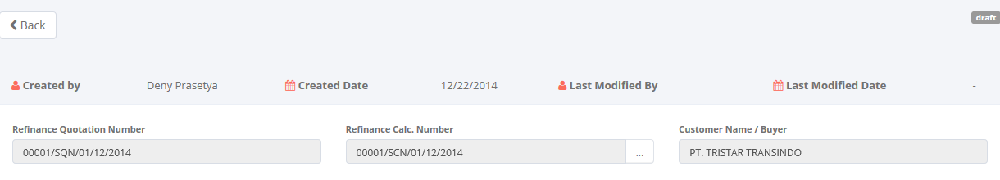 Back
draft
Created by Deny Prasetya Created Date 12/22/2014 Last Modified By Last Modified Date -
Refinance Quotation Number Refinance Calc. Number Customer Name / Buyer
00001/SQN/01/12/2014 00001/SCN/01/12/2014 ... PT. TRISTAR TRANSINDO